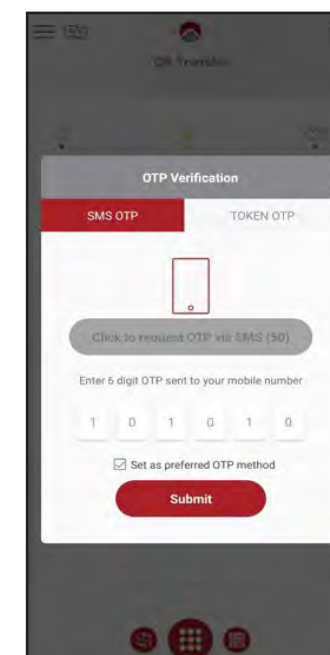 QR Transfer
OTP Verification
SMS OTP
TOKEN OTP
Click to request OTP via SMS (50)
Enter 6 digit OTP sent to your mobile number
1 0 1 0 1 0
Set as preferred OTP method
Submit